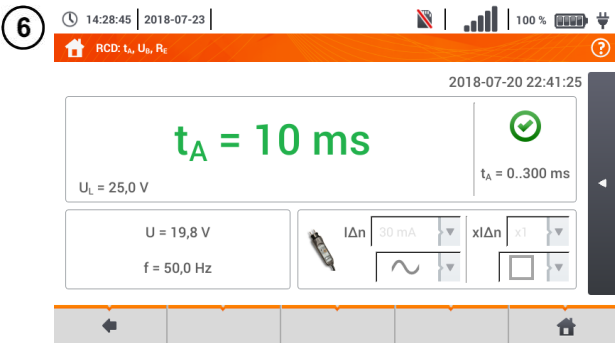 6
14:28:45 2018-07-23 100 %
RCD: tA, UB, RE ?
2018-07-20 22:41:25
tA = 10 ms
tA = 0..300 ms
UL = 25,0 V
U = 19,8 V
IΔn 30 mA xIΔn x1
f = 50,0 Hz